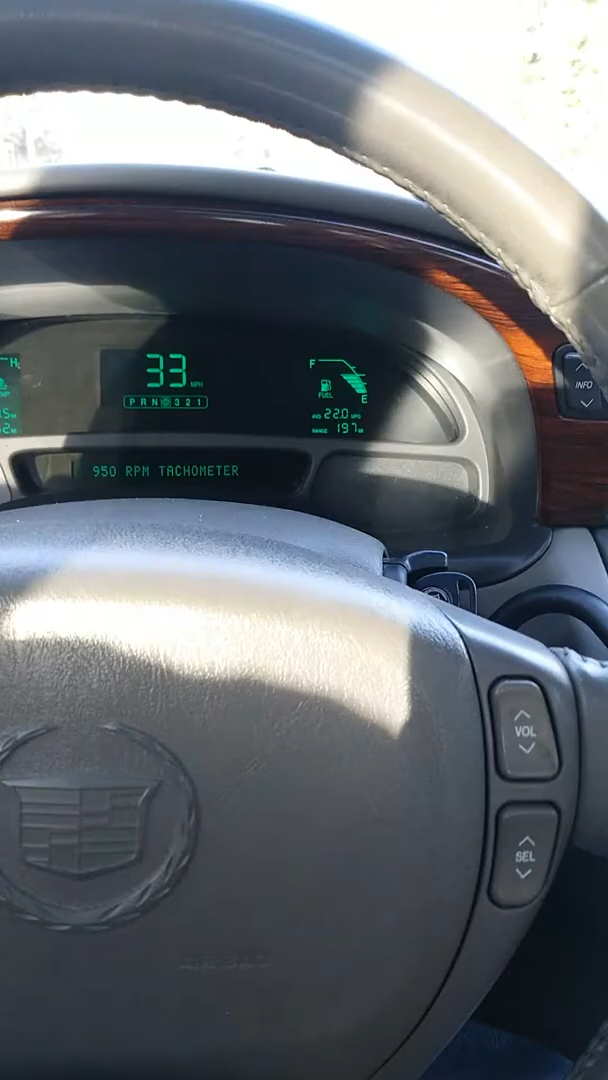 H
33 MPH
P R N D 3 2 1
F
FUEL
E
AVG 22.0 MPG
RANGE 197 MI
950 RPM TACHOMETER
INFO
VOL
SEL